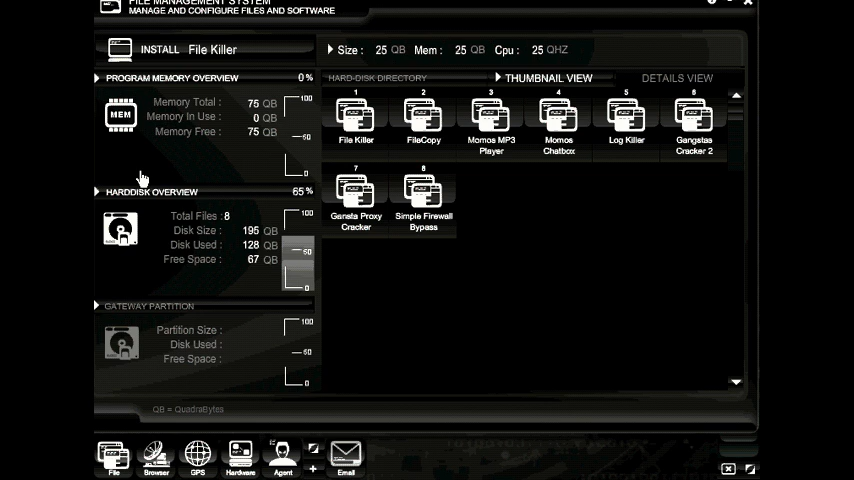 FILE MANAGEMENT SYSTEM
MANAGE AND CONFIGURE FILES AND SOFTWARE
INSTALL File Killer
Size : 25 QB Mem : 25 QB Cpu : 25 QHZ
PROGRAM MEMORY OVERVIEW 0 %
HARD-DISK DIRECTORY THUMBNAIL VIEW DETAILS VIEW
MEM
Memory Total : 75 QB
Memory In Use : 0 QB
Memory Free : 75 QB
100
50
0
1 2 3 4 5 6
File Killer FileCopy Momos MP3 Player Momos Chatbox Log Killer Gangstas Cracker 2
7 8
Gansta Proxy Cracker Simple Firewall Bypass
HARDDISK OVERVIEW 65 %
Total Files : 8
Disk Size : 195 QB
Disk Used : 128 QB
Free Space : 67 QB
100
50
0
GATEWAY PARTITION
Partition Size :
Disk Used :
Free Space :
100
50
0
QB = QuadraBytes
File Browser GPS Hardware Agent Email